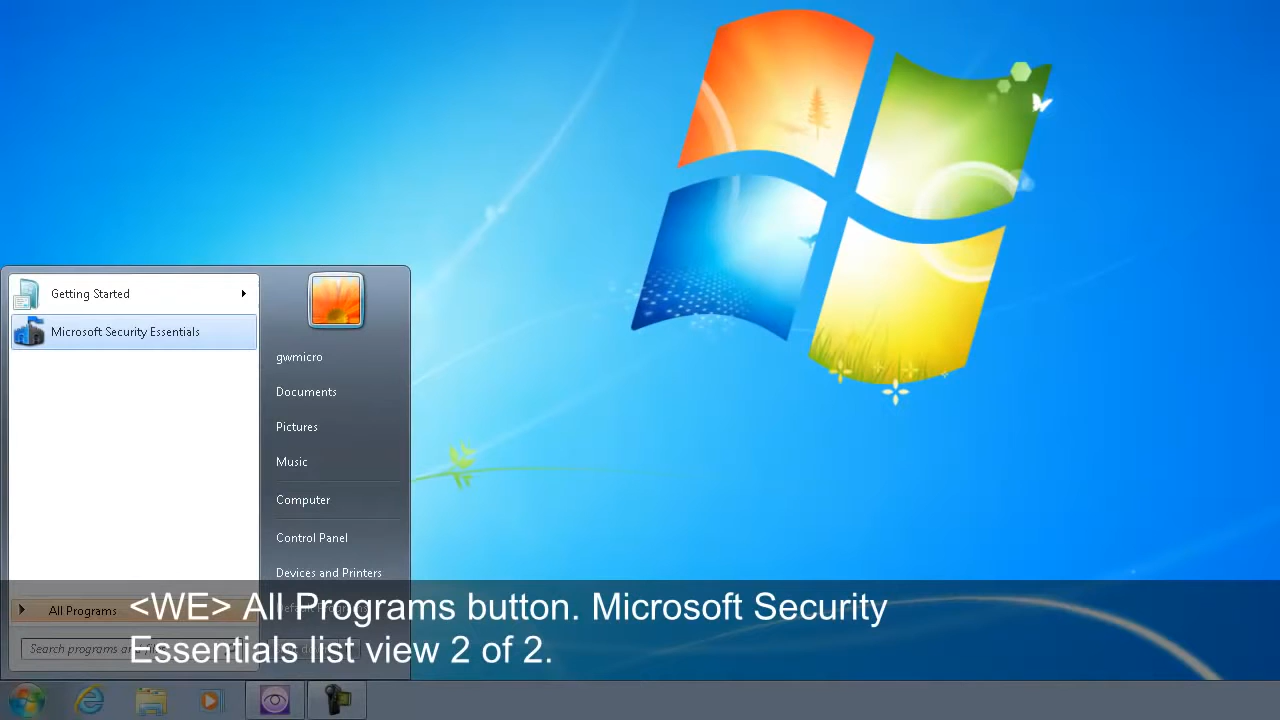 Getting Started
Microsoft Security Essentials
gwmicro
Documents
Pictures
Music
Computer
Control Panel
Devices and Printers
All Programs
Search programs and
<WE> All Programs button. Microsoft Security
Essentials list view 2 of 2.